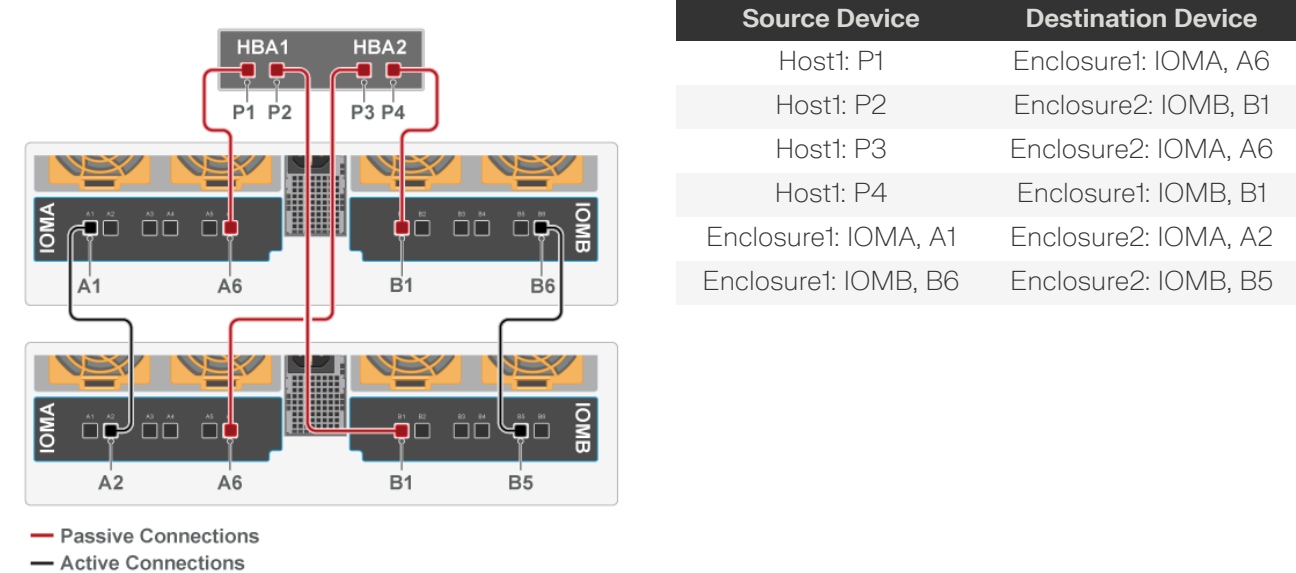 HBA1 HBA2
P1 P2 P3 P4
IOMA A1 A2 A3 A4 A5 B2 B3 B4 B5 B6 IOMB
A1 A6 B1 B6
IOMA A1 A2 A3 A4 A5 B1 B2 B3 B4 B5 B6 IOMB
A2 A6 B1 B5
Passive Connections
Active Connections
Source Device Destination Device
Host1: P1 Enclosure1: IOMA, A6
Host1: P2 Enclosure2: IOMB, B1
Host1: P3 Enclosure2: IOMA, A6
Host1: P4 Enclosure1: IOMB, B1
Enclosure1: IOMA, A1 Enclosure2: IOMA, A2
Enclosure1: IOMB, B6 Enclosure2: IOMB, B5